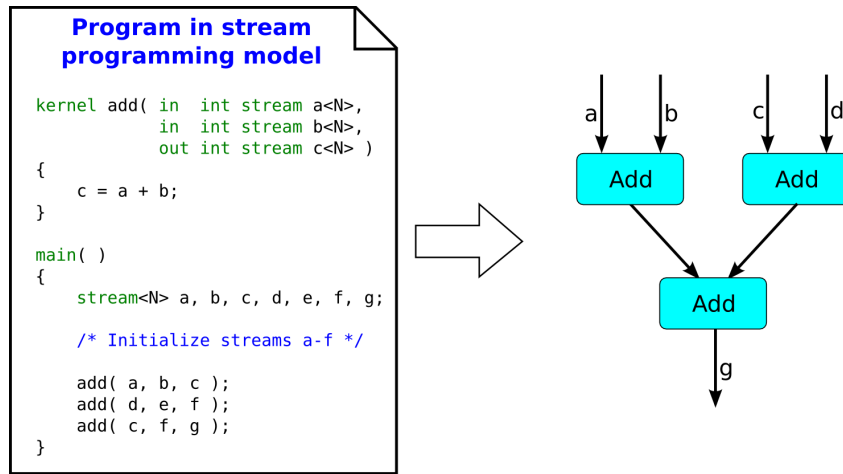 Program in stream
programming model
kernel add( in  int stream a<N>,
            in  int stream b<N>,
            out int stream c<N> )
{
    c = a + b;
}
main( )
{
    stream<N> a, b, c, d, e, f, g;
    /* Initialize streams a-f */
    add( a, b, c );
    add( d, e, f );
    add( c, f, g );
}
a b c d
Add Add
Add
g